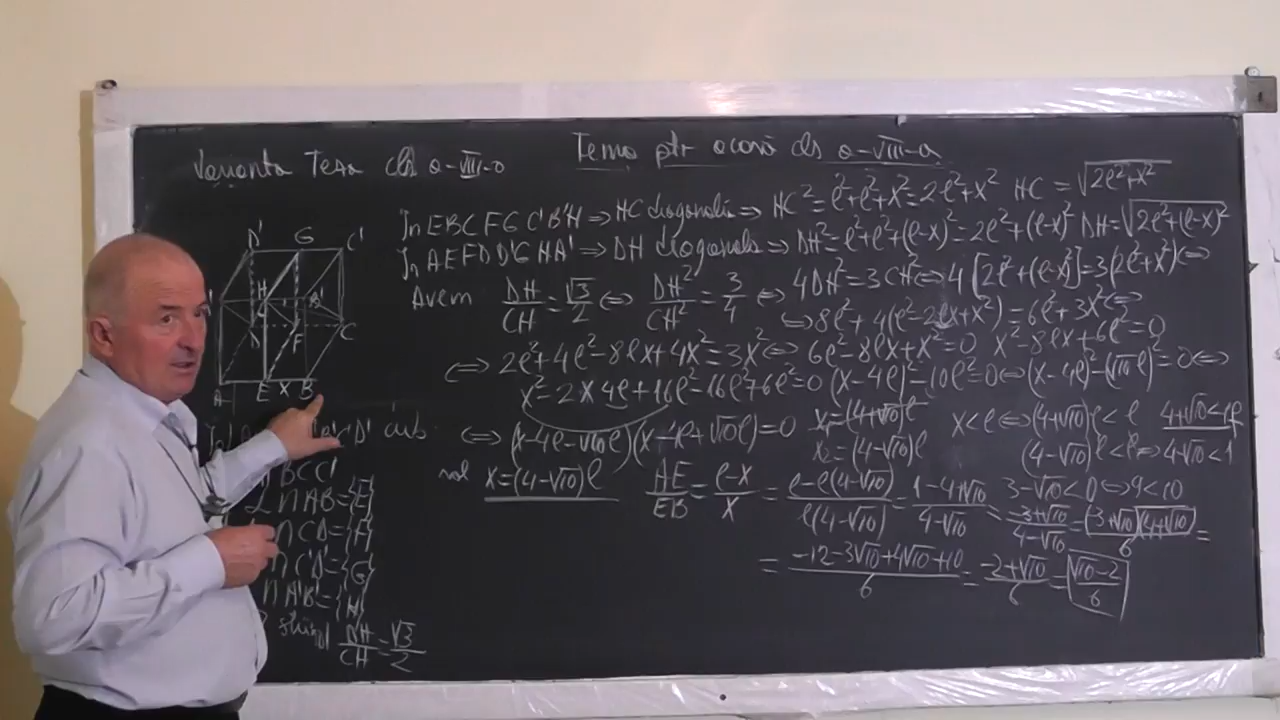 Varianta Teza cls a-VIII-a
Tema ptr acasă cls a-VIII-a
D' G C'
H B'
F C
A E X B
În EBCFGC'B'H ⇒ HC diagonala ⇒ HC² = l²+l²+x² = 2l²+x² HC = √2l²+x²
În AEFDD'GHA' ⇒ DH diagonala ⇒ DH² = l²+l²+(l-x)² = 2l²+(l-x)² DH = √2l²+(l-x)²
Avem DH/CH = √3/2 ⇔ DH²/CH² = 3/4 ⇔ 4DH² = 3CH² ⇔ 4[2l²+(l-x)²] = 3(2l²+x²) ⇔
⇔ 8l²+4(l²-2lx+x²) = 6l²+3x² ⇔
⇔ 2l²+4l²-8lx+4x² = 3x² ⇔ 6l²-8lx+x² = 0 x²-8lx+6l² = 0
x²-2x4l+16l²-16l²+6l² = 0 (x-4l)²-10l² = 0 ⇔ (x-4l)²-(√10l)² = 0 ⇔
⇔ (x-4l-√10l)(x-4l+√10l) = 0 x₁ = (4+√10)l x < l ⇔ (4+√10)l < l 4+√10 < 1
x₂ = (4-√10)l (4-√10)l < l ⇔ 4-√10 < 1
x = (4-√10)l AE/EB = l-x/x = l-l(4-√10)/l(4-√10) = 1-4+√10/4-√10 3-√10 < 0 ⇔ 9 < 10
= -3+√10/4-√10 = (-3+√10)(4+√10)/6 =
= -12-3√10+4√10+10/6 = -2+√10/6 = √10-2/6
D' cub
BCC'
∩ AB = {E}
∩ CD = {F}
∩ C'D' = {G}
∩ A'B' = {H}
știind DH/CH = √3/2